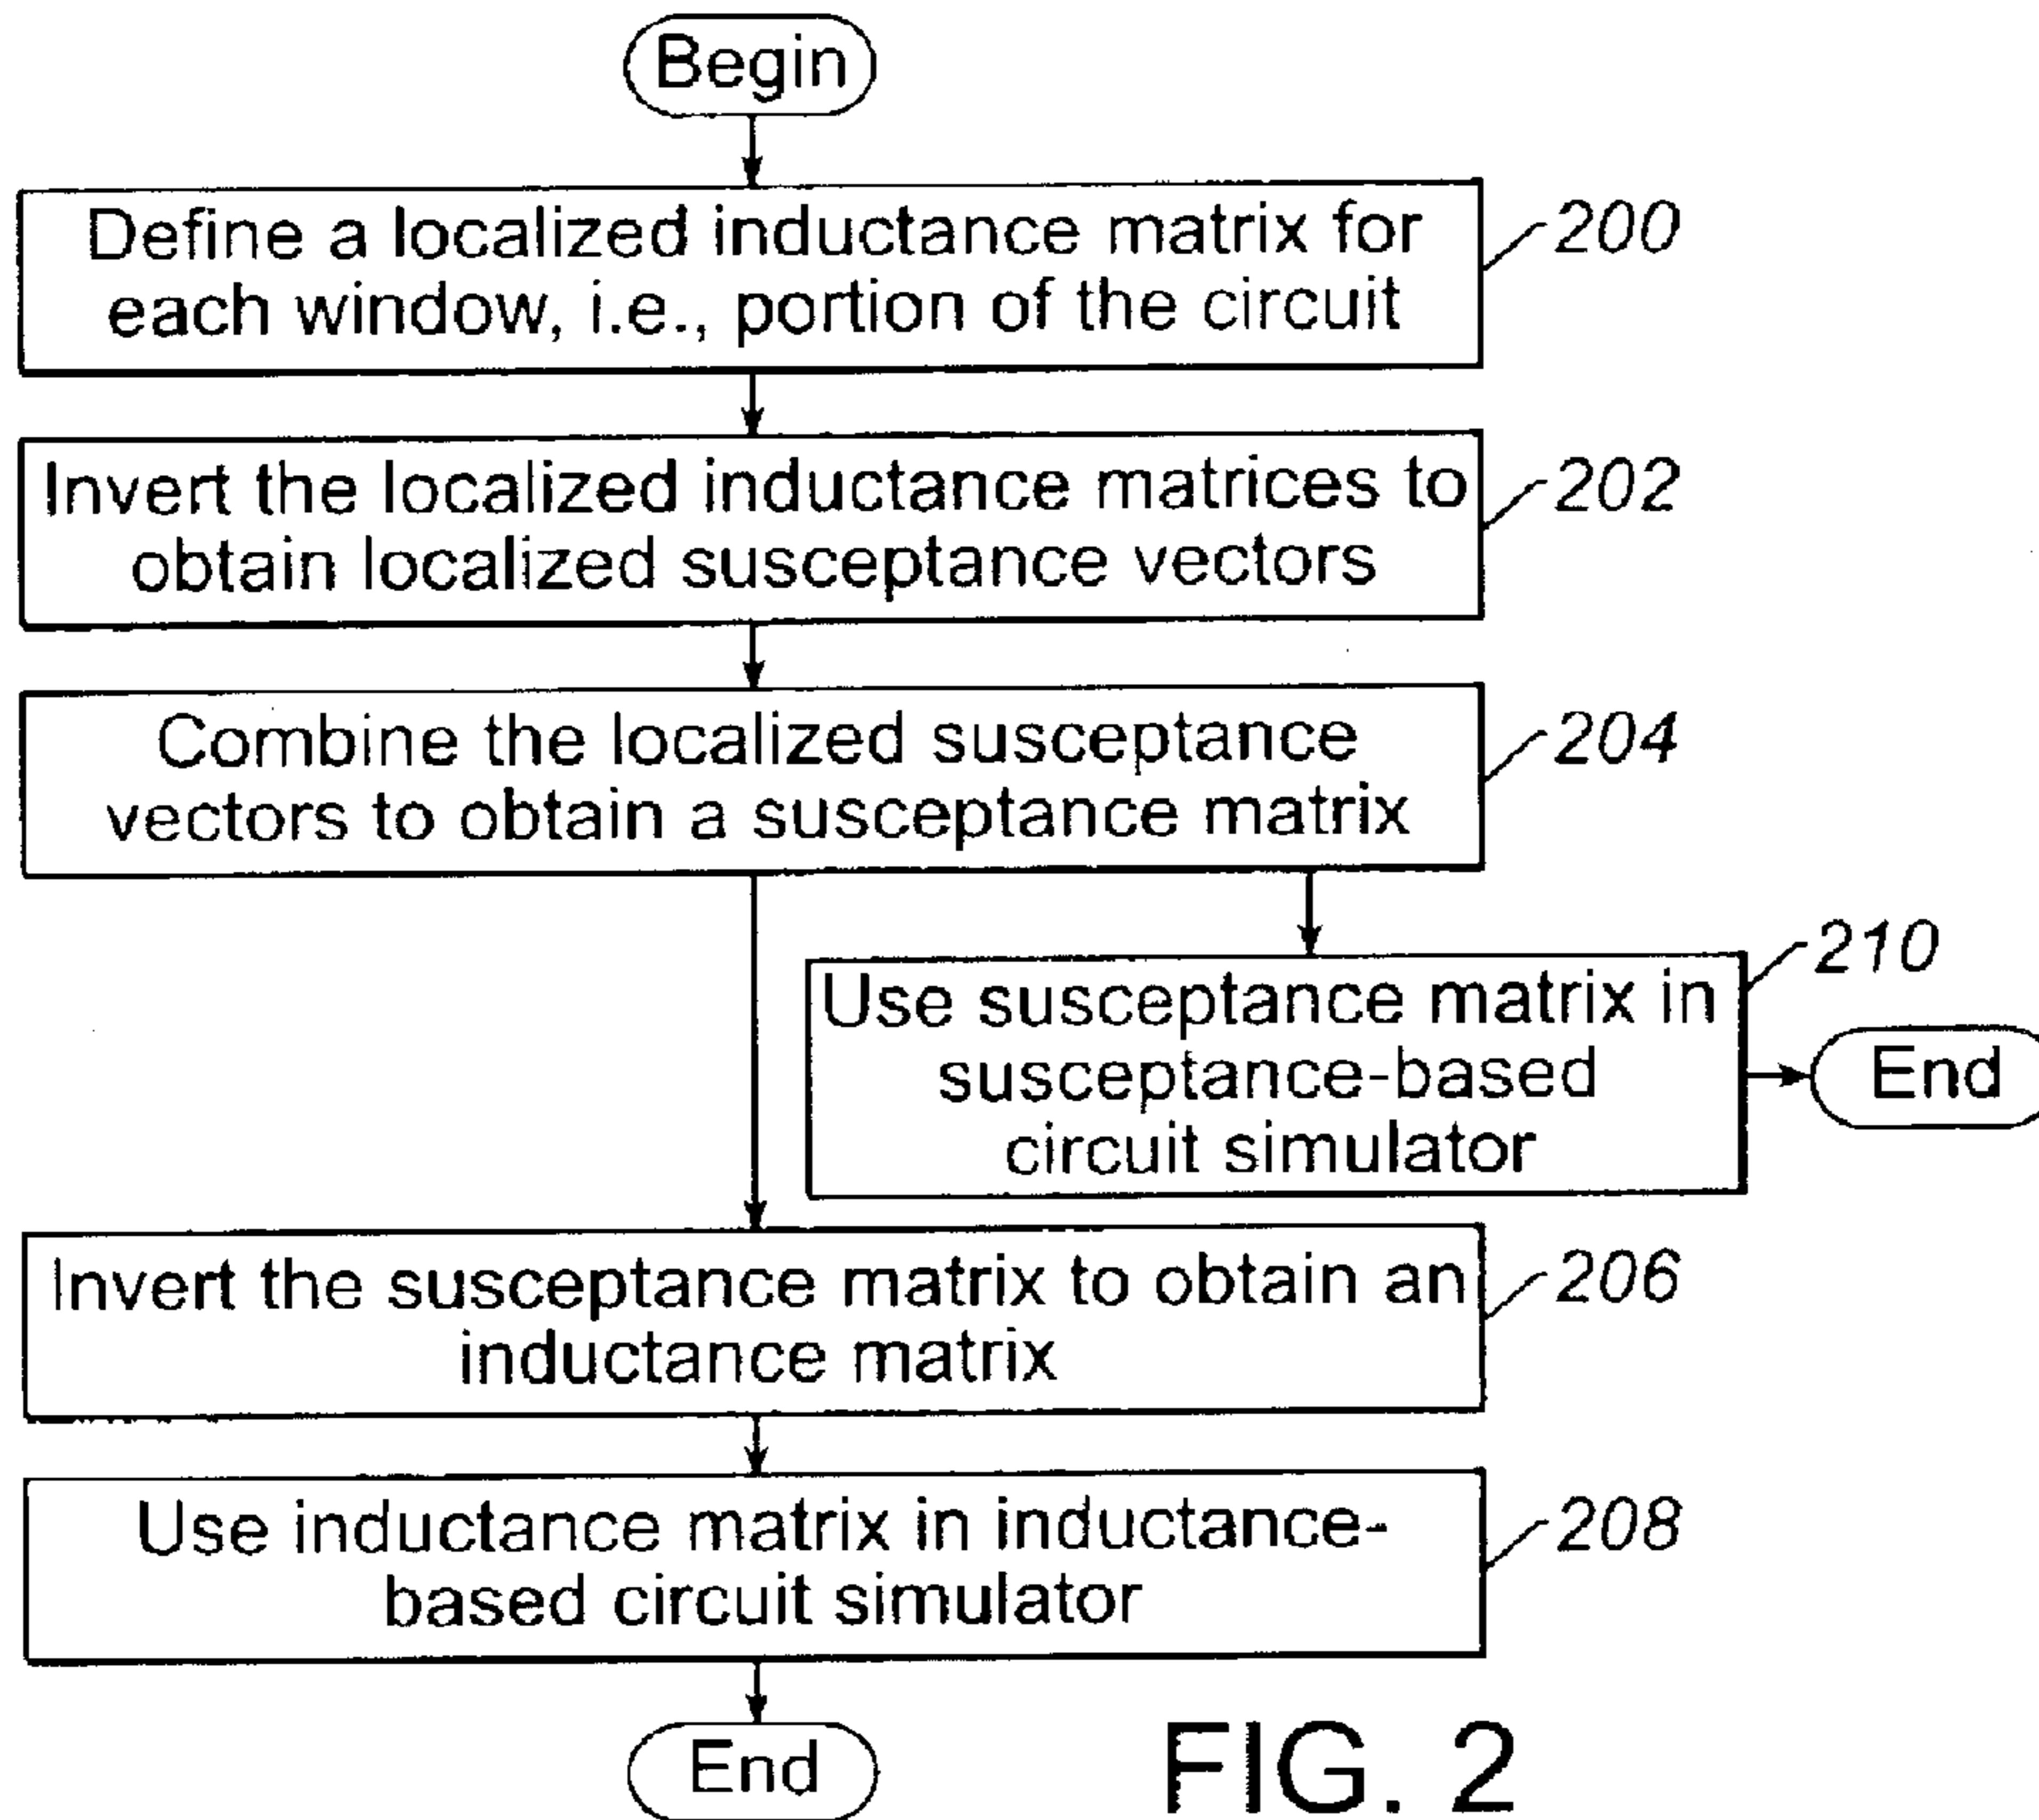 Begin
Define a localized inductance matrix for
each window, i.e., portion of the circuit
200
Invert the localized inductance matrices to
obtain localized susceptance vectors
202
Combine the localized susceptance
vectors to obtain a susceptance matrix
204
Use susceptance matrix in
susceptance-based
circuit simulator
210
End
Invert the susceptance matrix to obtain an
inductance matrix
206
Use inductance matrix in inductance-
based circuit simulator
208
End
FIG. 2